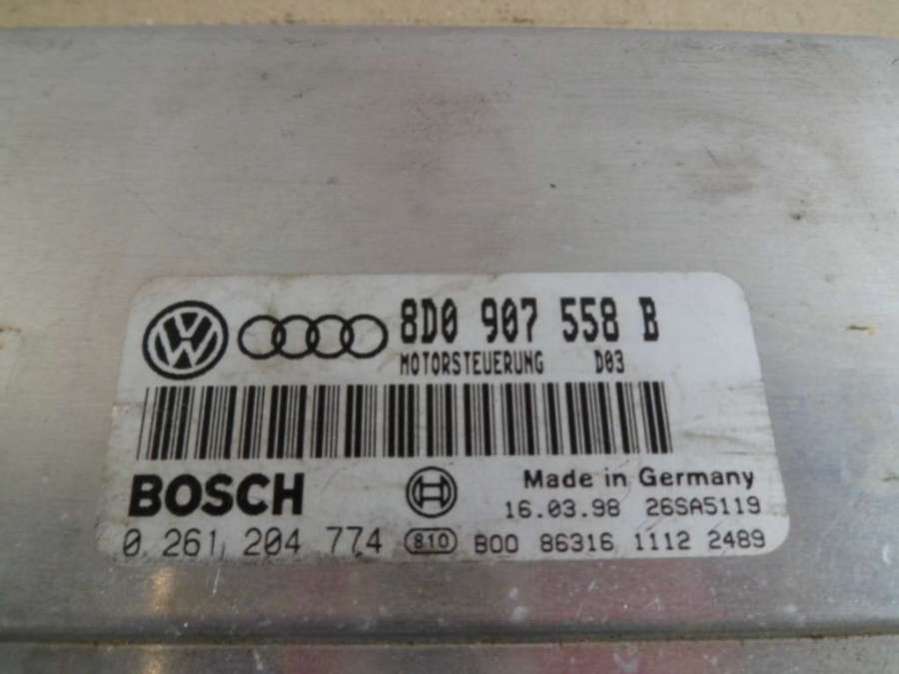 8D0 907 558 B
MOTORSTEUERUNG D03
BOSCH
Made in Germany
16.03.98 26SA5119
0 261 204 774 810 B00 86316 1112 2489